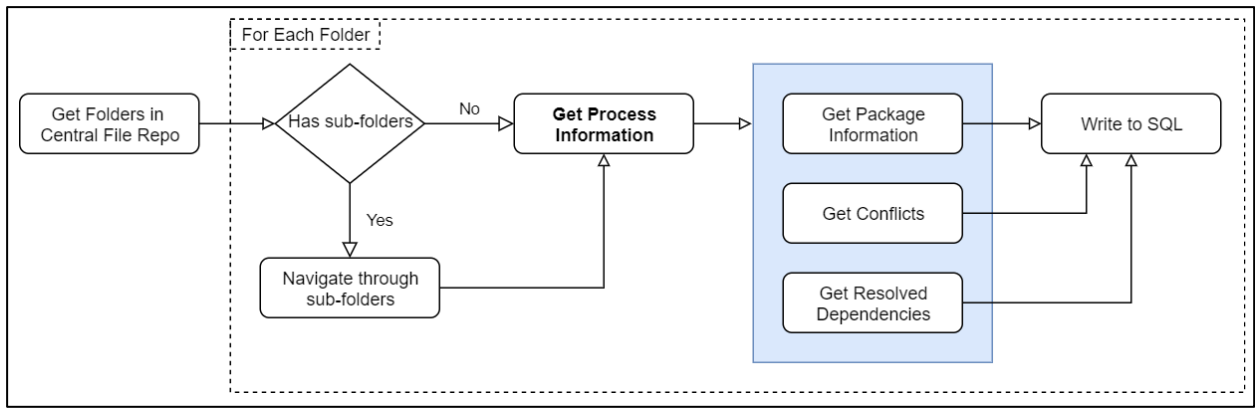 For Each Folder
Get Folders in
Central File Repo
Has sub-folders
No
Yes
Navigate through
sub-folders
Get Process
Information
Get Package
Information
Get Conflicts
Get Resolved
Dependencies
Write to SQL